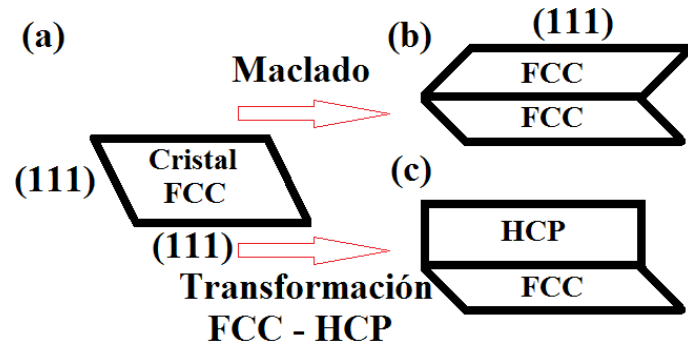 (a)
(111)
Cristal
FCC
(111)
Maclado
Transformación
FCC - HCP
(b)
(111)
FCC
FCC
(c)
HCP
FCC